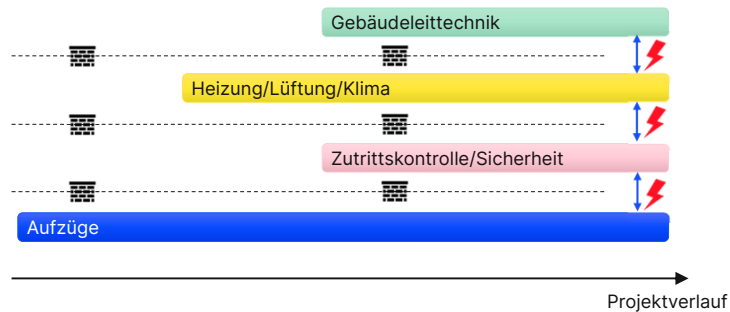 Gebäudeleittechnik
Heizung/Lüftung/Klima
Zutrittskontrolle/Sicherheit
Aufzüge
Projektverlauf